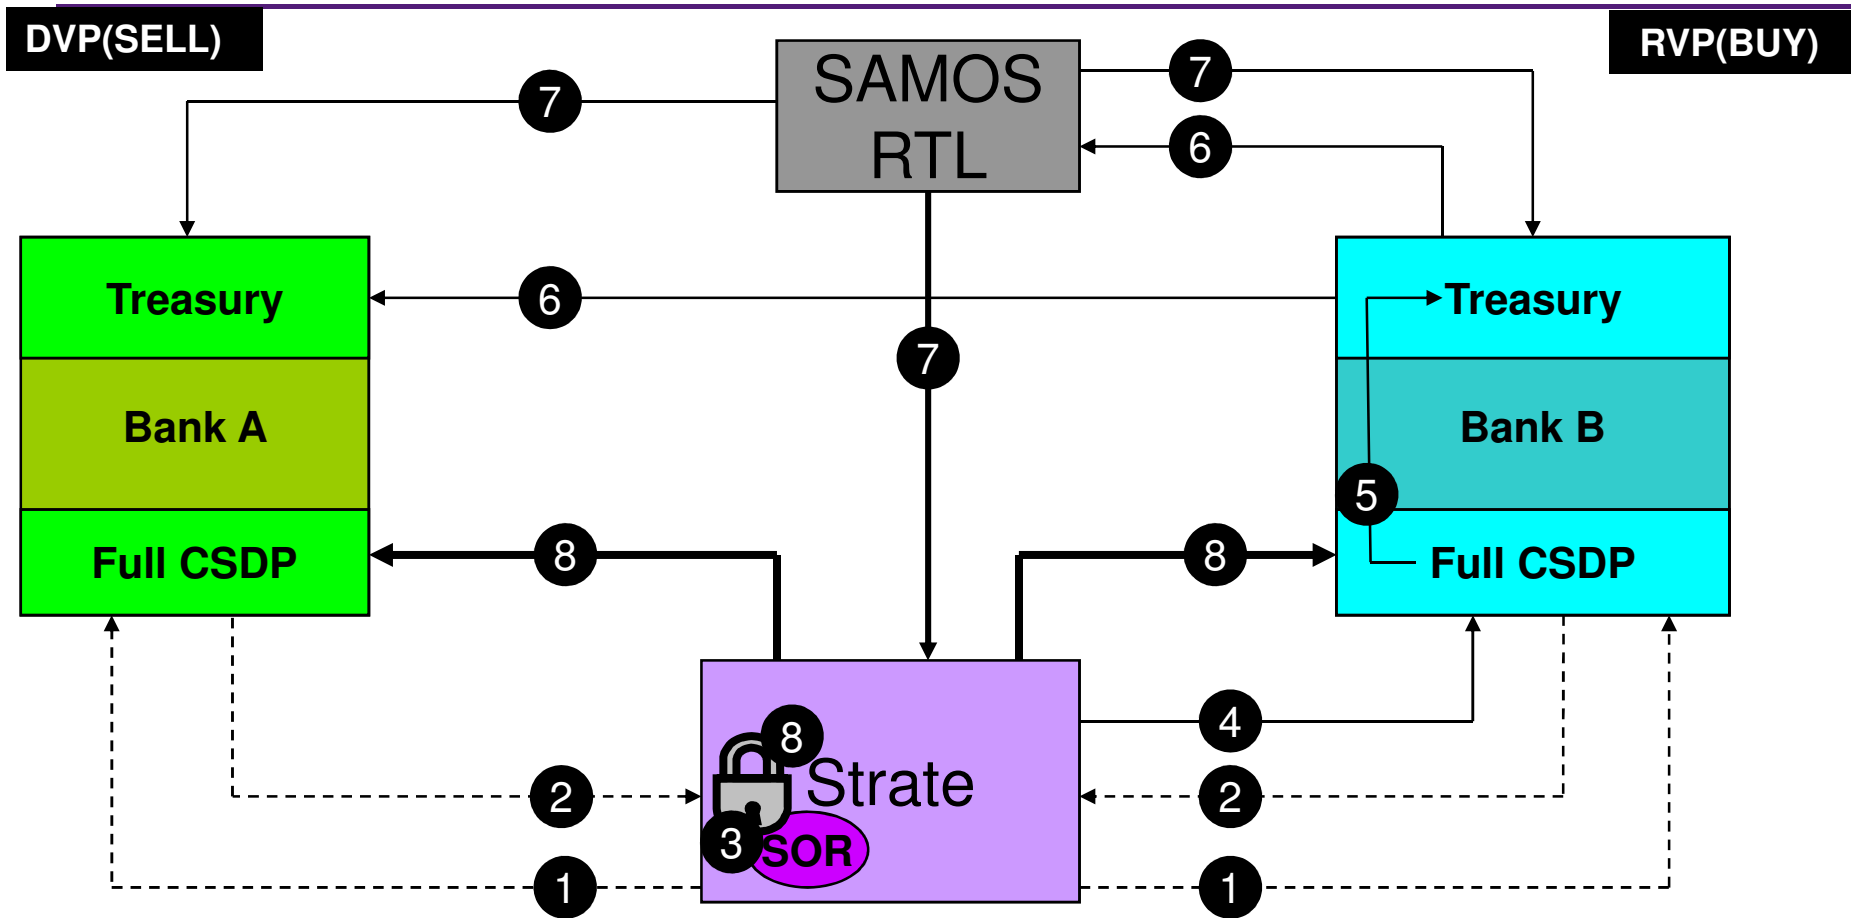 DVP(SELL)
RVP(BUY)
SAMOS
RTL
7
7
6
Treasury
6
Treasury
7
Bank A
Bank B
5
Full CSDP
8
8
Full CSDP
4
8
Strate
2
2
3
SOR
1
1